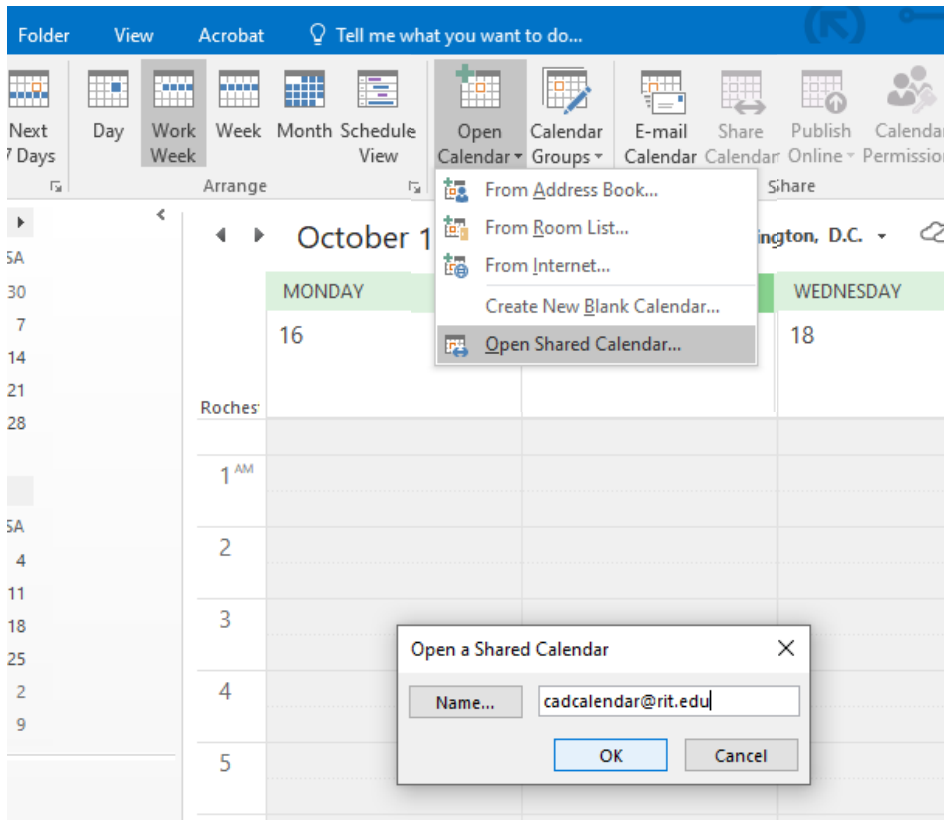 Folder View Acrobat Tell me what you want to do...
Next 7 Days
Day
Work Week
Week
Month
Schedule View
Open Calendar
Calendar Groups
E-mail Calendar
Share Calendar
Publish Online
Calendar Permission
Arrange
Share
From Address Book...
From Room List...
From Internet...
Create New Blank Calendar...
Open Shared Calendar...
SA
30
7
14
21
28
SA
4
11
18
25
2
9
October 1
ington, D.C.
MONDAY
WEDNESDAY
16
18
Roches
1 AM
2
3
4
5
Open a Shared Calendar
Name... cadcalendar@rit.edu
OK Cancel